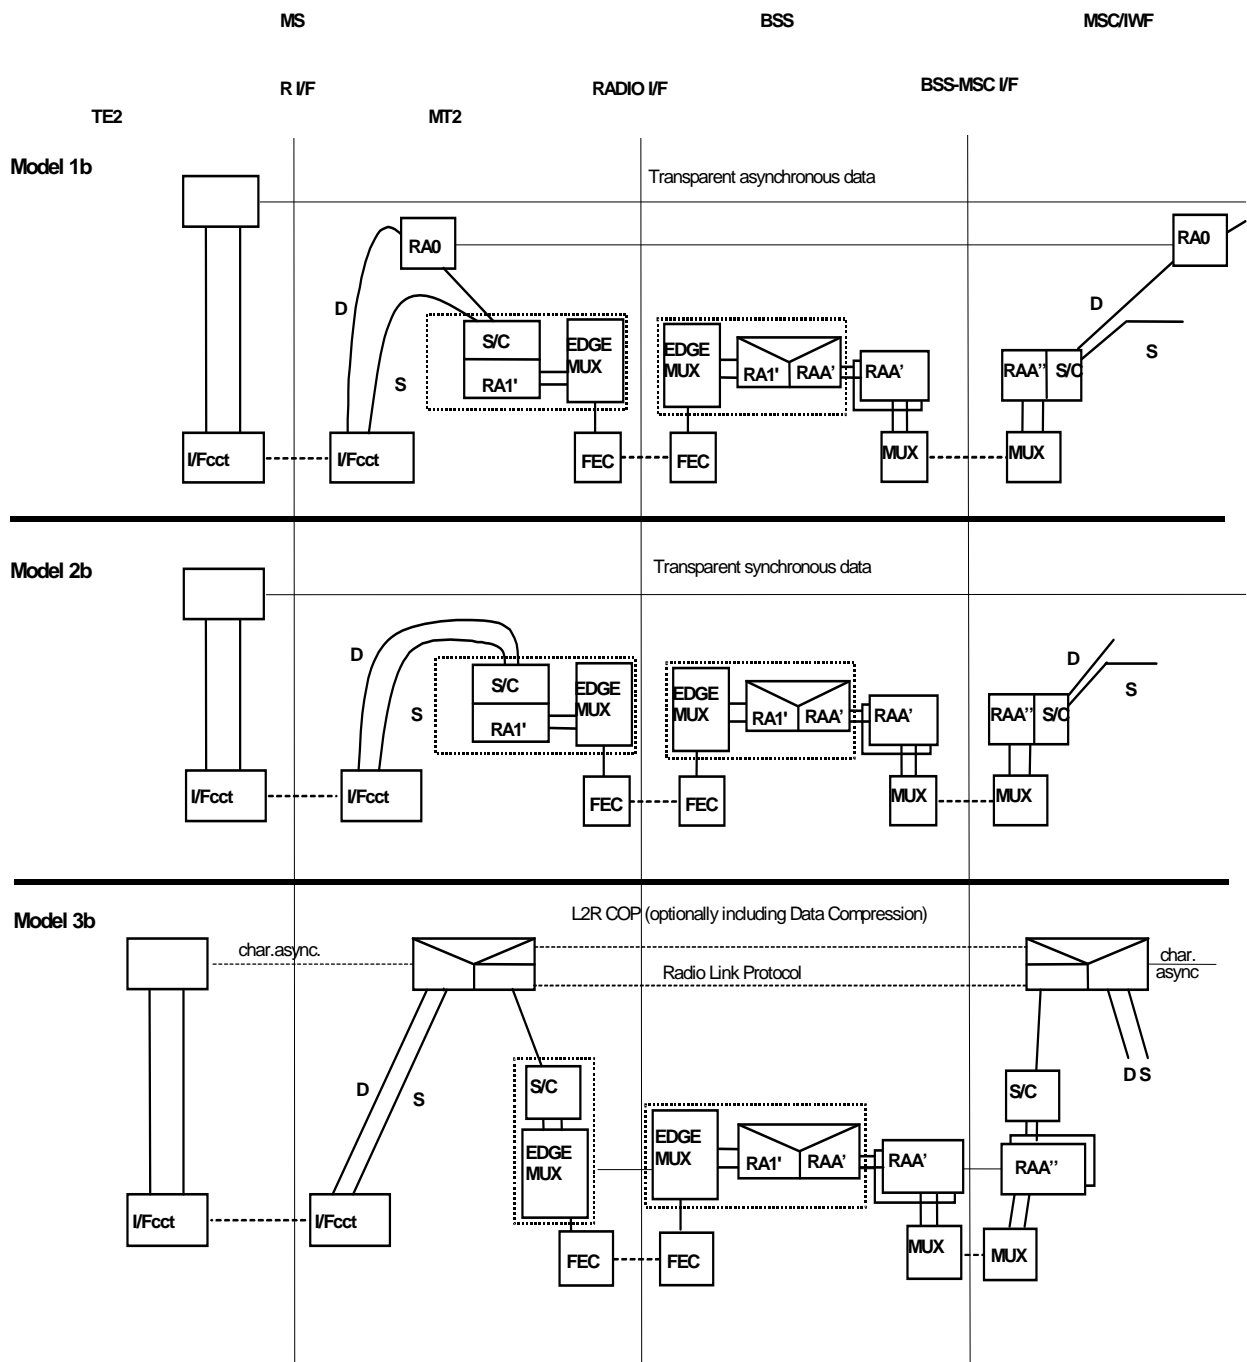 MS BSS MSC/IWF
R I/F RADIO I/F BSS-MSC I/F
TE2 MT2
Model 1b
Transparent asynchronous data
RA0 RA0
D D
S/C EDGE MUX EDGE MUX S
S RA1' RA1' RAA' RAA' RAA'' S/C
I/Fcct I/Fcct FEC FEC MUX MUX
Model 2b
Transparent synchronous data
D D
S/C EDGE MUX EDGE MUX S
S RA1' RA1' RAA' RAA' RAA'' S/C
I/Fcct I/Fcct FEC FEC MUX MUX
Model 3b
L2R COP (optionally including Data Compression)
char.async. char.
Radio Link Protocol async
D S S/C D S
S/C
EDGE MUX EDGE MUX RA1' RAA' RAA' RAA''
I/Fcct I/Fcct FEC FEC MUX MUX